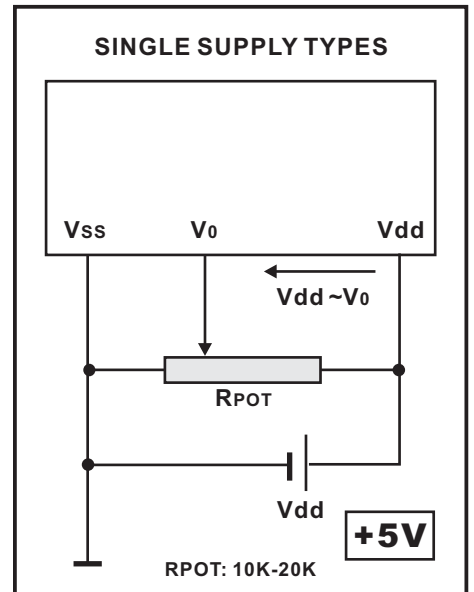 SINGLE SUPPLY TYPES
Vss V0 Vdd
Vdd ~V0
RPOT
Vdd
+5V
RPOT: 10K-20K